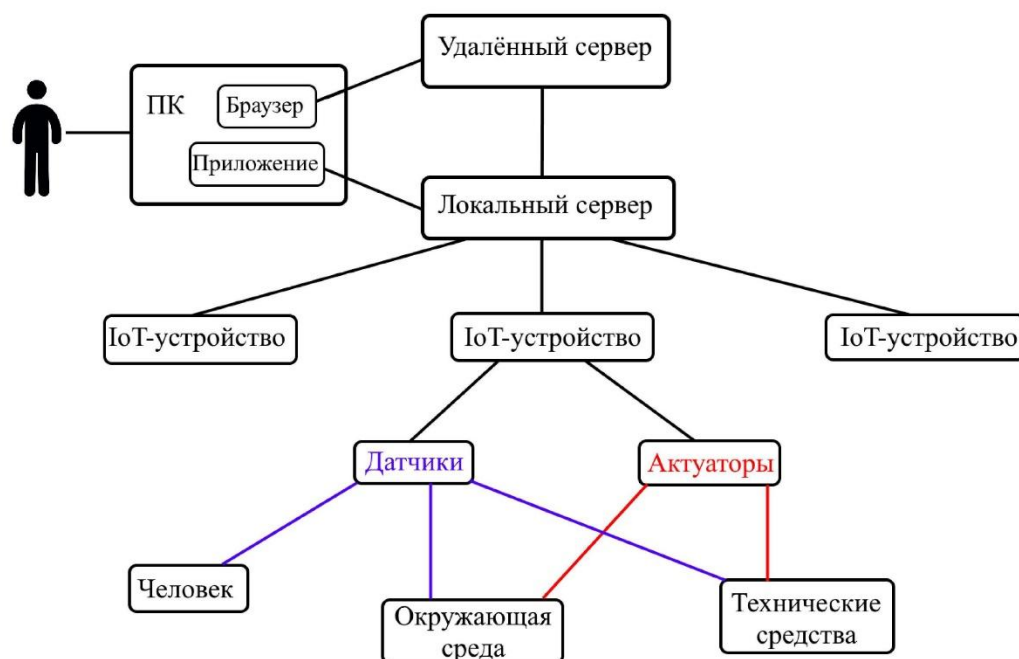 Удалённый сервер
ПК
Браузер
Приложение
Локальный сервер
IoT-устройство
IoT-устройство
IoT-устройство
Датчики
Актуаторы
Человек
Окружающая
среда
Технические
средства